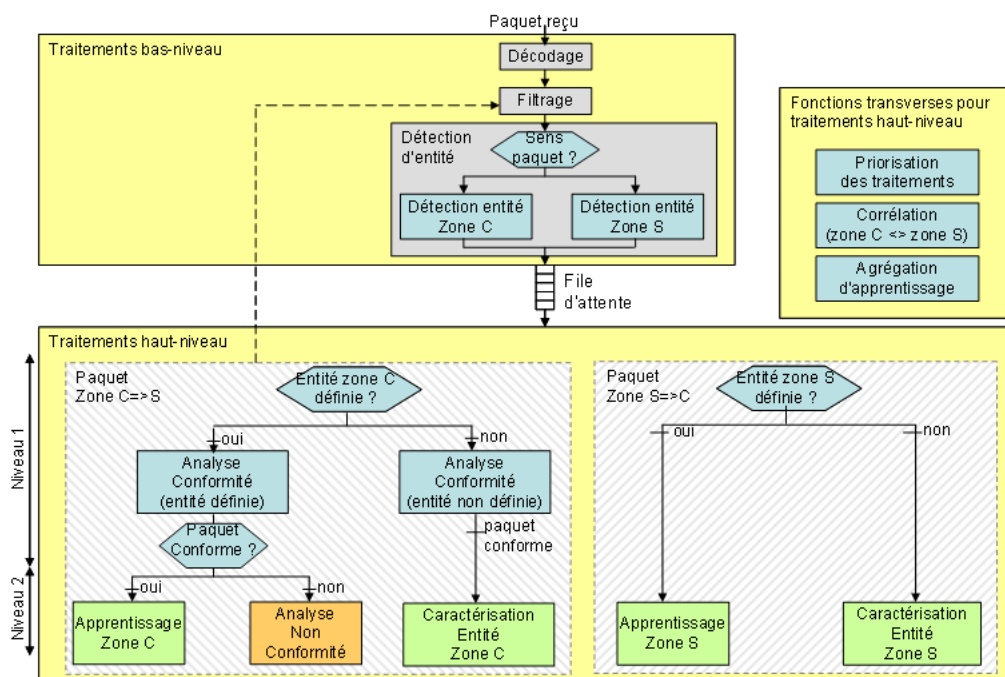 Paquet reçu
Traitements bas-niveau
Décodage
Filtrage
Détection
d'entité
Sens
paquet ?
Détection entité
Zone C
Détection entité
Zone S
File
d'attente
Fonctions transverses pour
traitements haut-niveau
Priorisation
des traitements
Corrélation
(zone C <> zone S)
Agrégation
d'apprentissage
Traitements haut-niveau
Niveau 1
Niveau 2
Paquet
Zone C=>S
Entité zone C
définie ?
oui
non
Analyse
Conformité
(entité définie)
Analyse
Conformité
(entité non définie)
Paquet
Conforme ?
paquet
conforme
oui
non
Apprentissage
Zone C
Analyse
Non
Conformité
Caractérisation
Entité
Zone C
Paquet
Zone S=>C
Entité zone S
définie ?
oui
non
Apprentissage
Zone S
Caractérisation
Entité
Zone S